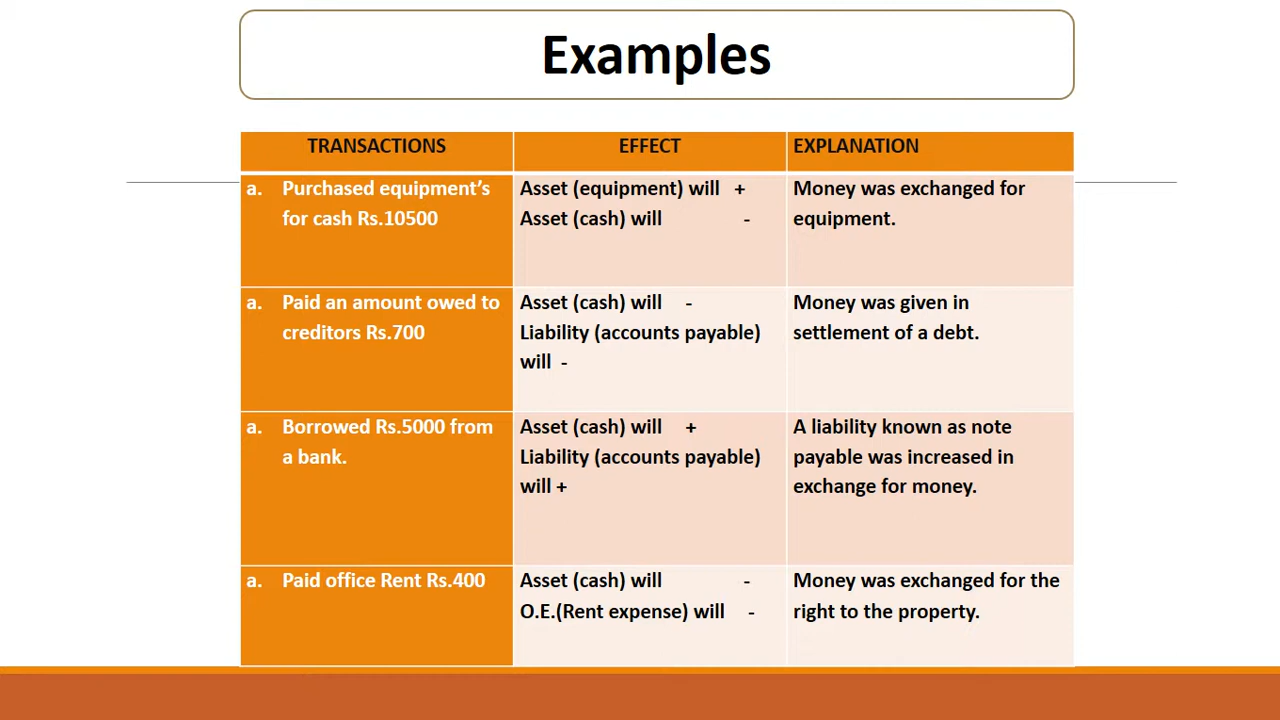 Examples
TRANSACTIONS EFFECT EXPLANATION
a. Purchased equipment’s
for cash Rs.10500
Asset (equipment) will +
Asset (cash) will -
Money was exchanged for
equipment.
a. Paid an amount owed to
creditors Rs.700
Asset (cash) will -
Liability (accounts payable)
will -
Money was given in
settlement of a debt.
a. Borrowed Rs.5000 from
a bank.
Asset (cash) will +
Liability (accounts payable)
will +
A liability known as note
payable was increased in
exchange for money.
a. Paid office Rent Rs.400
Asset (cash) will -
O.E.(Rent expense) will -
Money was exchanged for the
right to the property.